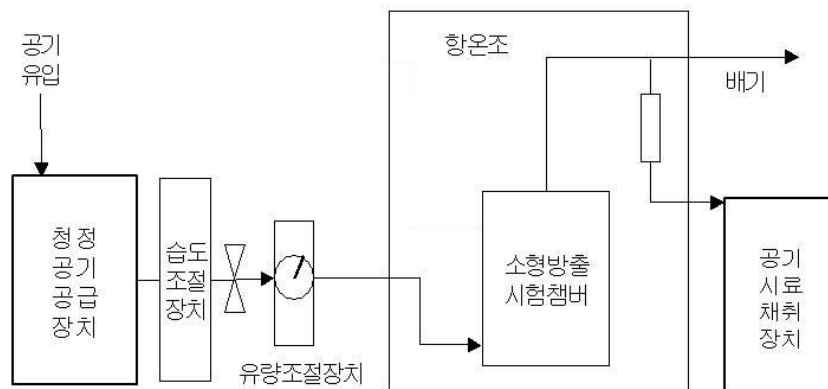 공기
유입
항온조
배기
청정
공기
공급
장치
습도
조절
장치
유량조절장치
소형방출
시험챔버
공기
시료
채취
장치